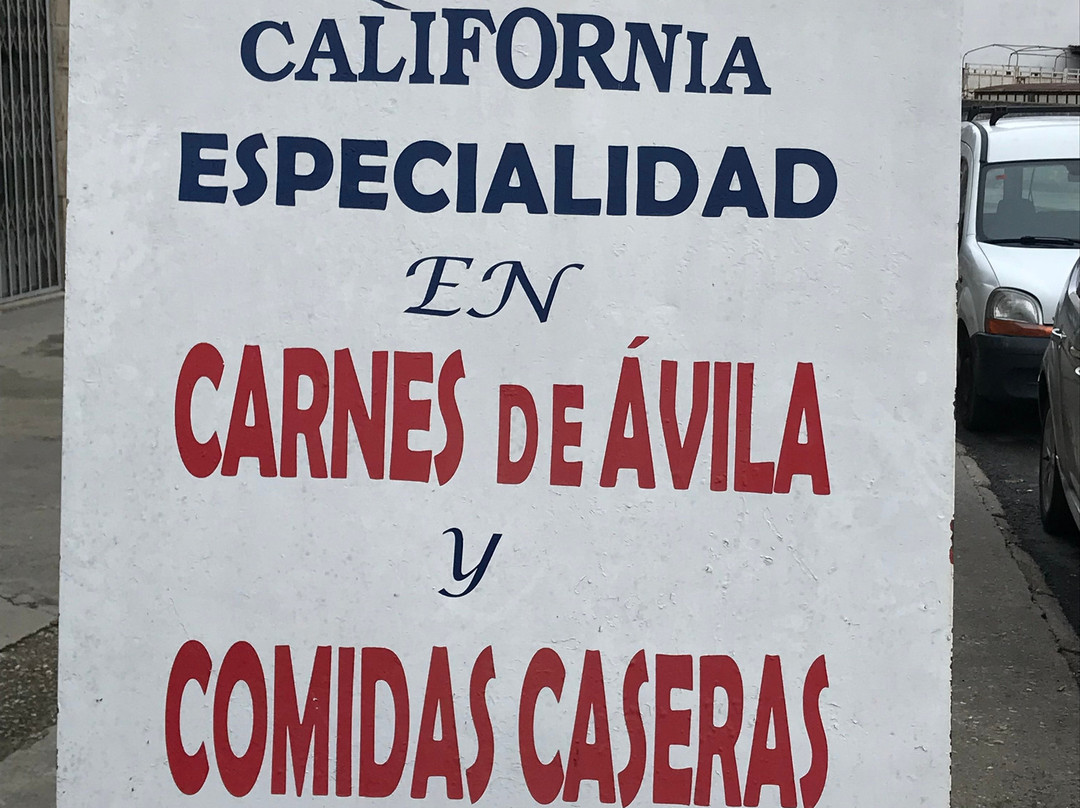 CALIFORNIA
ESPECIALIDAD
EN
CARNES DE ÁVILA
y
COMIDAS CASERAS